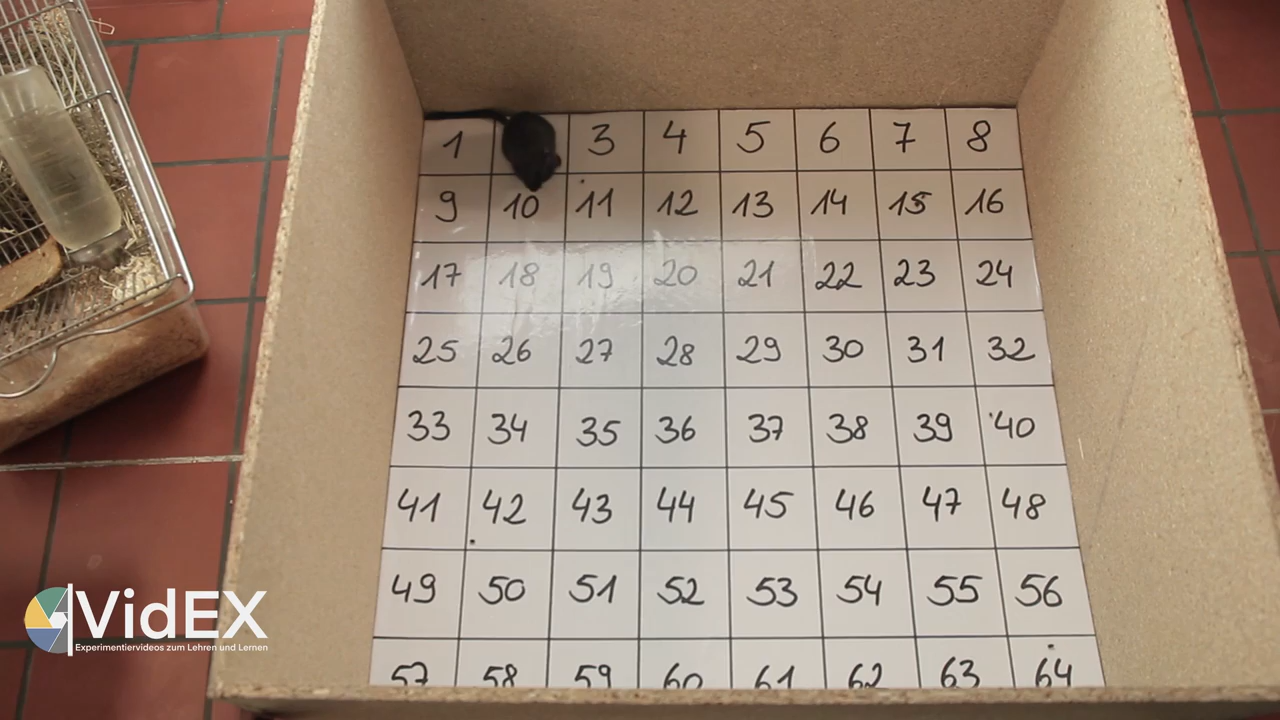 1 3 4 5 6 7 8
9 10 11 12 13 14 15 16
17 18 19 20 21 22 23 24
25 26 27 28 29 30 31 32
33 34 35 36 37 38 39 40
41 42 43 44 45 46 47 48
49 50 51 52 53 54 55 56
57 58 59 60 61 62 63 64
VidEX
Experimentiervideos zum Lehren und Lernen